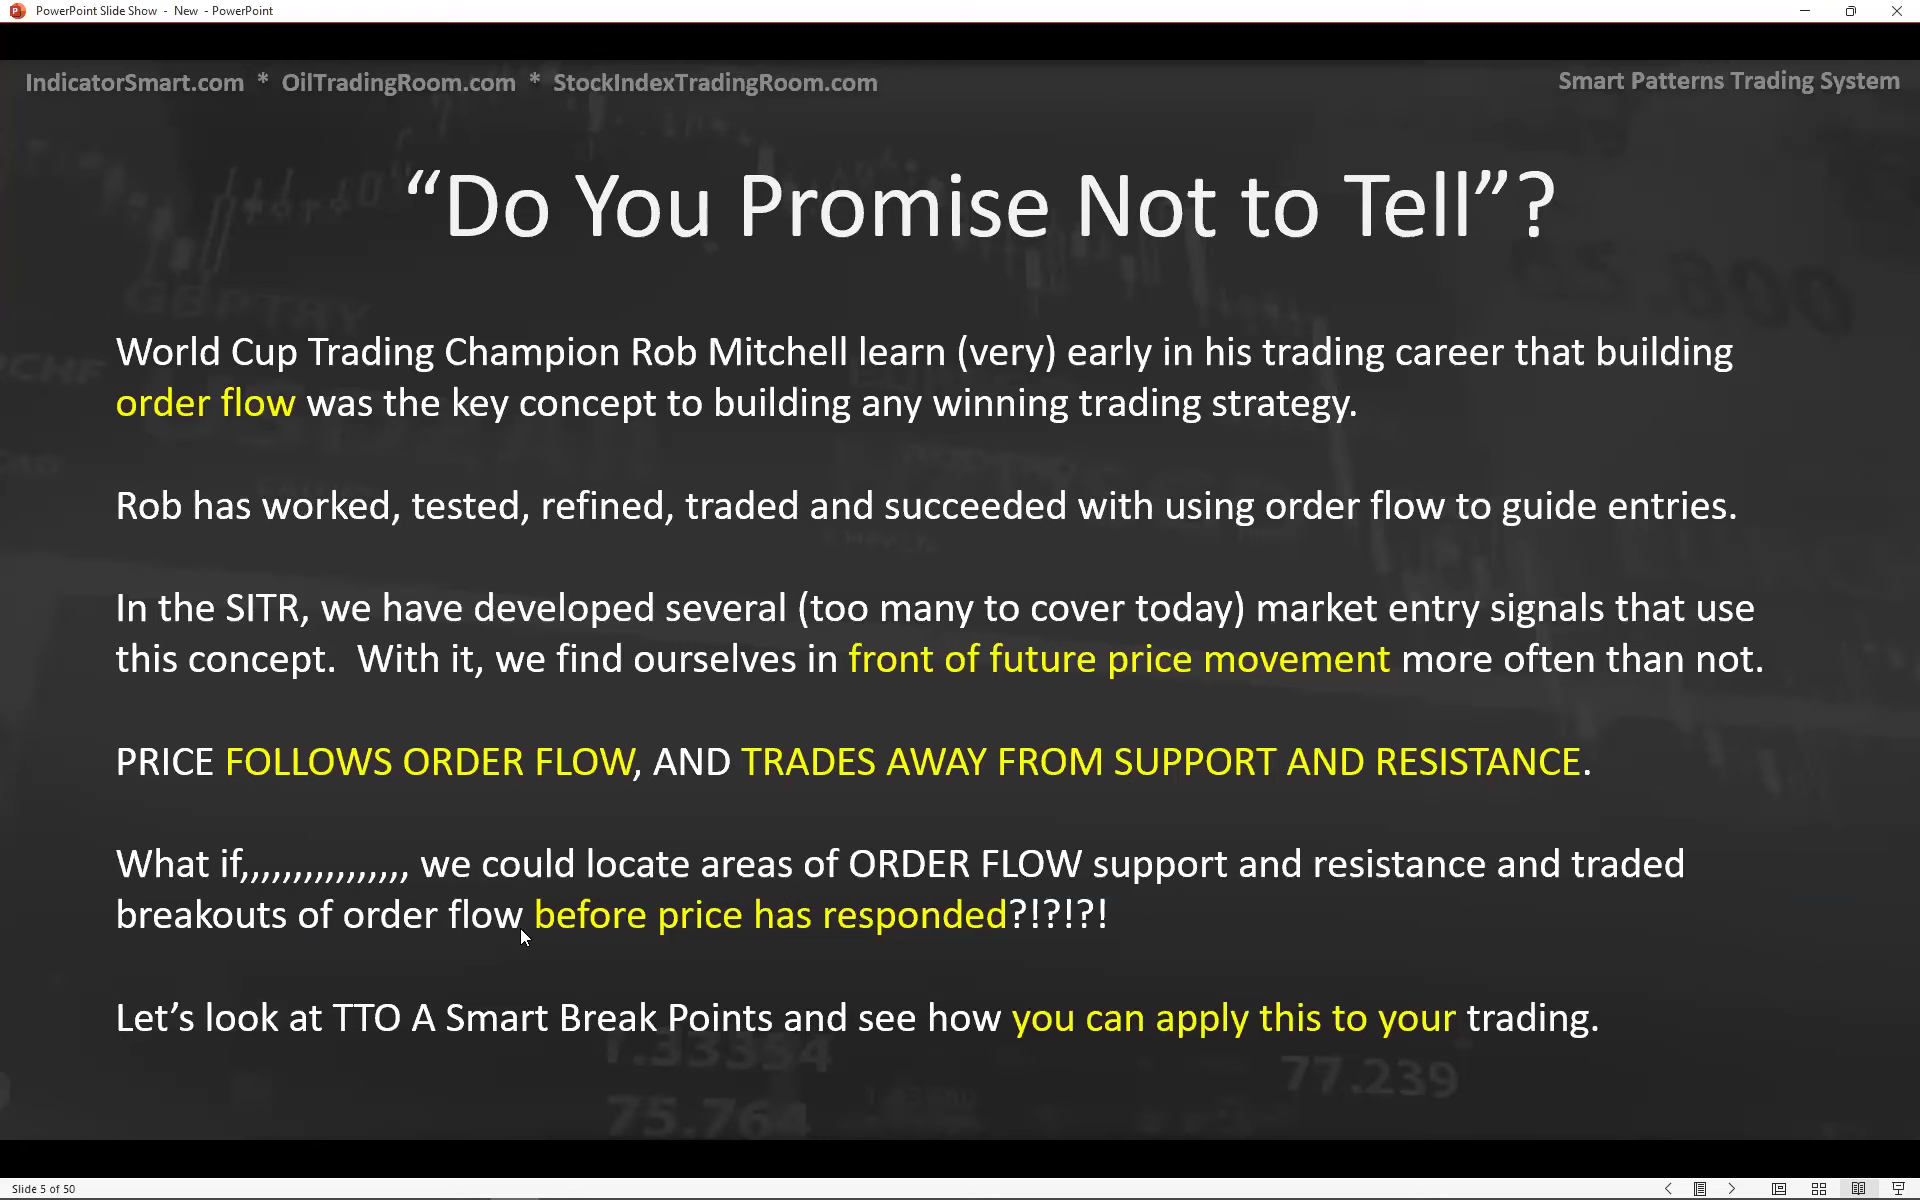 PowerPoint Slide Show - New - PowerPoint
IndicatorSmart.com * OilTradingRoom.com * StockIndexTradingRoom.com
Smart Patterns Trading System
“Do You Promise Not to Tell”?
World Cup Trading Champion Rob Mitchell learn (very) early in his trading career that building
order flow was the key concept to building any winning trading strategy.
Rob has worked, tested, refined, traded and succeeded with using order flow to guide entries.
In the SITR, we have developed several (too many to cover today) market entry signals that use
this concept.  With it, we find ourselves in front of future price movement more often than not.
PRICE FOLLOWS ORDER FLOW, AND TRADES AWAY FROM SUPPORT AND RESISTANCE.
What if,,,,,,,,,,,,,,,, we could locate areas of ORDER FLOW support and resistance and traded
breakouts of order flow before price has responded?!?!?!
Let’s look at TTO A Smart Break Points and see how you can apply this to your trading.
GBPTRY
77.239
75.764
Slide 5 of 50